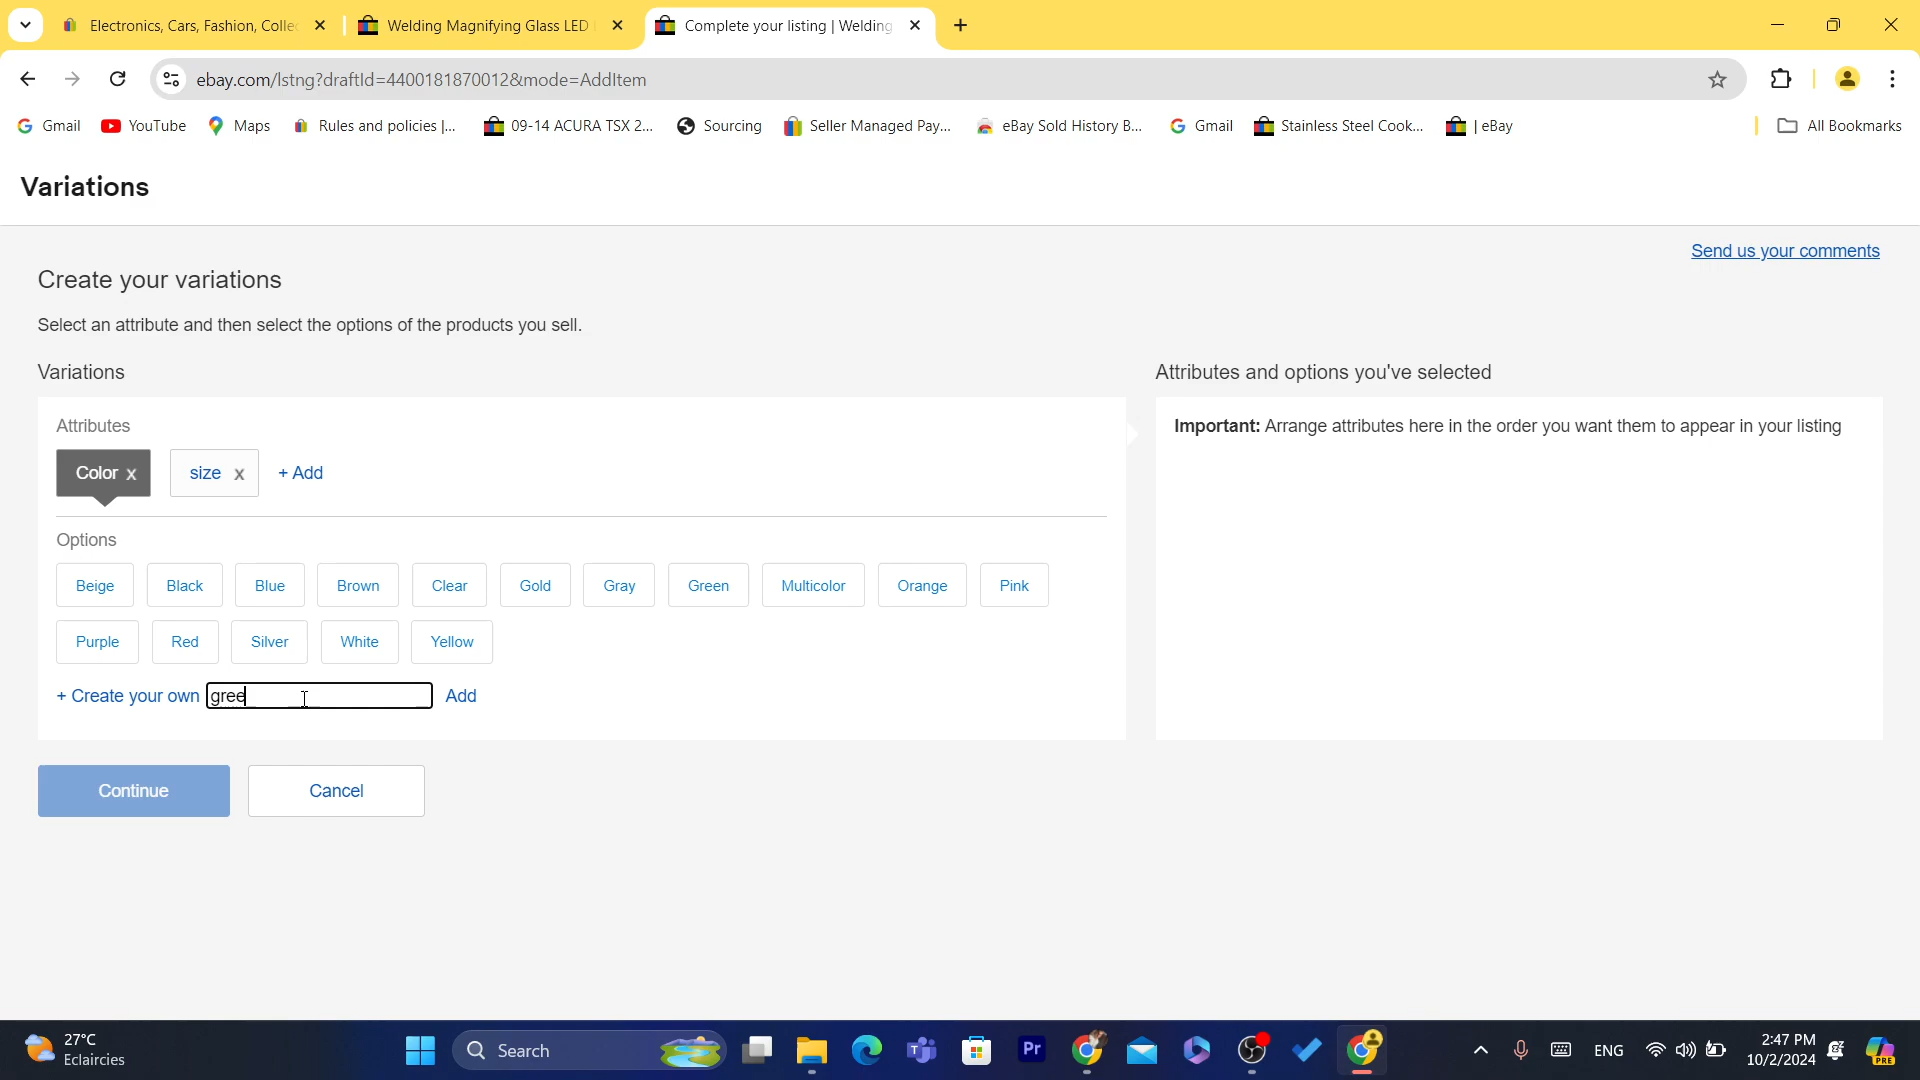 Electronics, Cars, Fashion, Colle
Welding Magnifying Glass LED
Complete your listing | Welding
ebay.com/lstng?draftId=4400181870012&mode=AddItem
Gmail
YouTube
Maps
Rules and policies |...
09-14 ACURA TSX 2...
Sourcing
Seller Managed Pay...
eBay Sold History B...
Gmail
Stainless Steel Cook...
| eBay
All Bookmarks
Variations
Send us your comments
Create your variations
Select an attribute and then select the options of the products you sell.
Variations
Attributes and options you've selected
Attributes
Important: Arrange attributes here in the order you want them to appear in your listing
Color x
size x
+ Add
Options
Beige
Black
Blue
Brown
Clear
Gold
Gray
Green
Multicolor
Orange
Pink
Purple
Red
Silver
White
Yellow
+ Create your own
gree
Add
Continue
Cancel
27°C
Eclaircies
Search
Pr
ENG
2:47 PM
10/2/2024
PRE